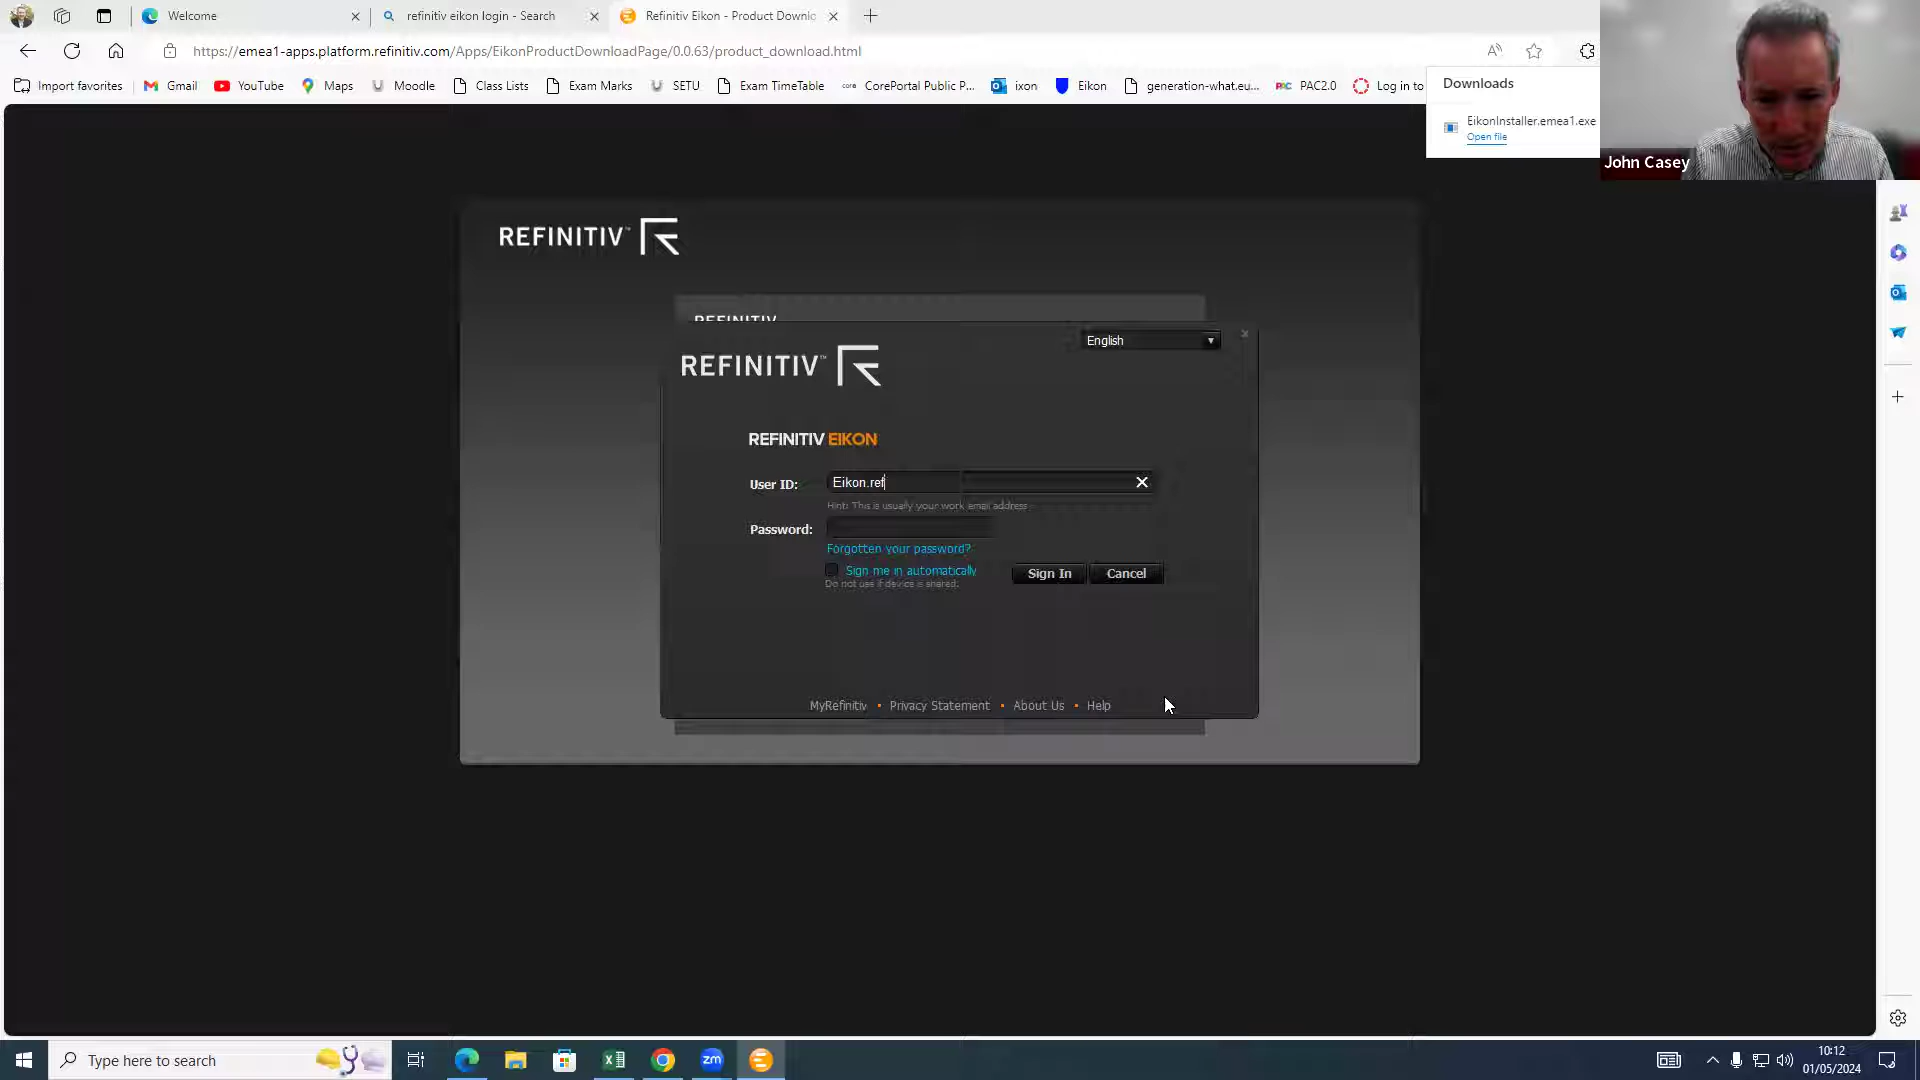 Welcome
refinitiv eikon login - Search
Refinitiv Eikon - Product Downlo
https://emea1-apps.platform.refinitiv.com/Apps/EikonProductDownloadPage/0.0.63/product_download.html
Import favorites
Gmail
YouTube
Maps
Moodle
Class Lists
Exam Marks
SETU
Exam TimeTable
CorePortal Public P...
ixon
Eikon
generation-what.eu...
PAC2.0
Log in to
Downloads
EikonInstaller.emea1.exe
Open file
John Casey
REFINITIV
REFINITIV
English
REFINITIV
REFINITIV EIKON
User ID:
Eikon.ref
Hint: This is usually your work email address
Password:
Forgotten your password?
Sign me in automatically
Do not use if device is shared.
Sign In
Cancel
MyRefinitiv • Privacy Statement • About Us • Help
Type here to search
zm
10:12
01/05/2024